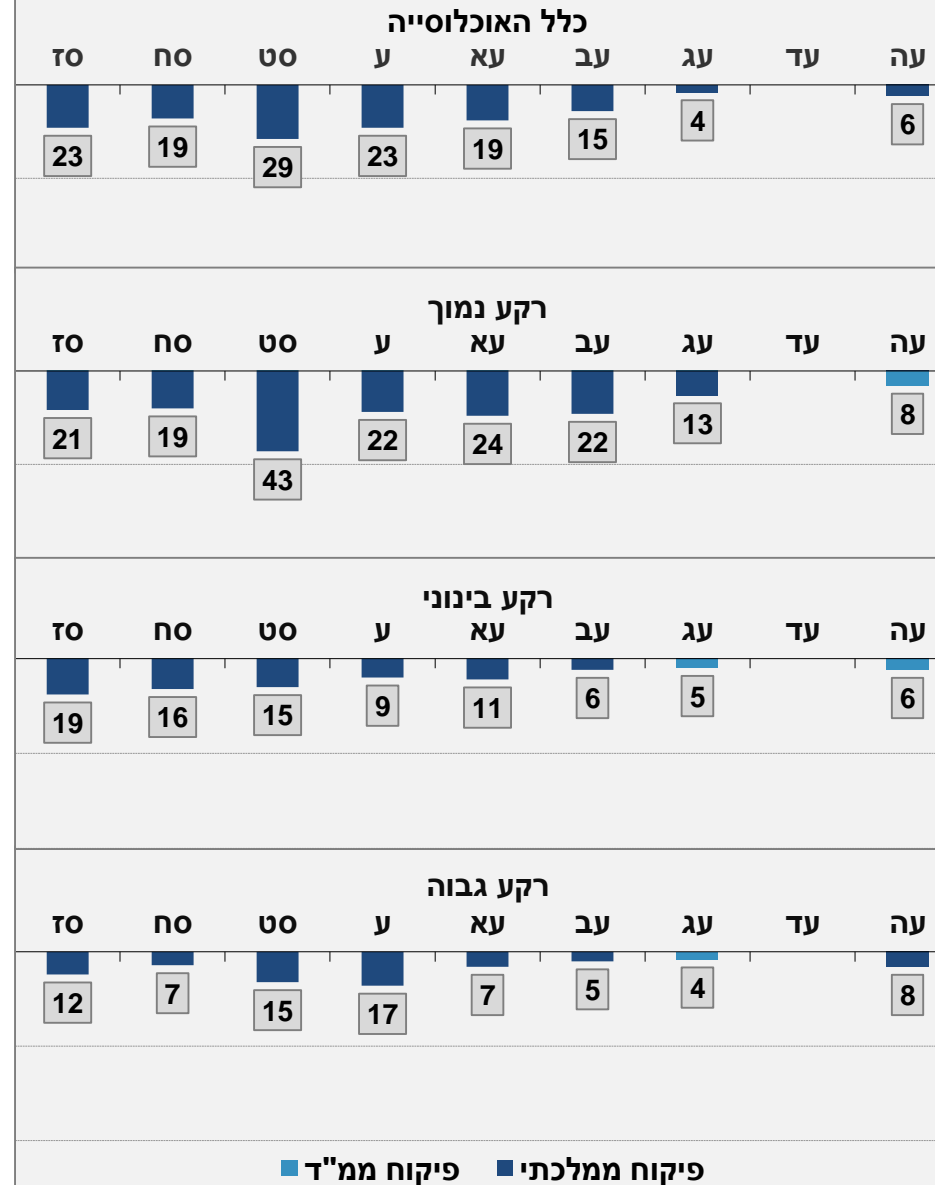 כלל האוכלוסייה
סז סח סט ע עא עב עג עד עה
23 19 29 23 19 15 4 6
רקע נמוך
סז סח סט ע עא עב עג עד עה
21 19 43 22 24 22 13 8
רקע בינוני
סז סח סט ע עא עב עג עד עה
19 16 15 9 11 6 5 6
רקע גבוה
סז סח סט ע עא עב עג עד עה
12 7 15 17 7 5 4 8
פיקוח ממלכתי פיקוח ממ"ד